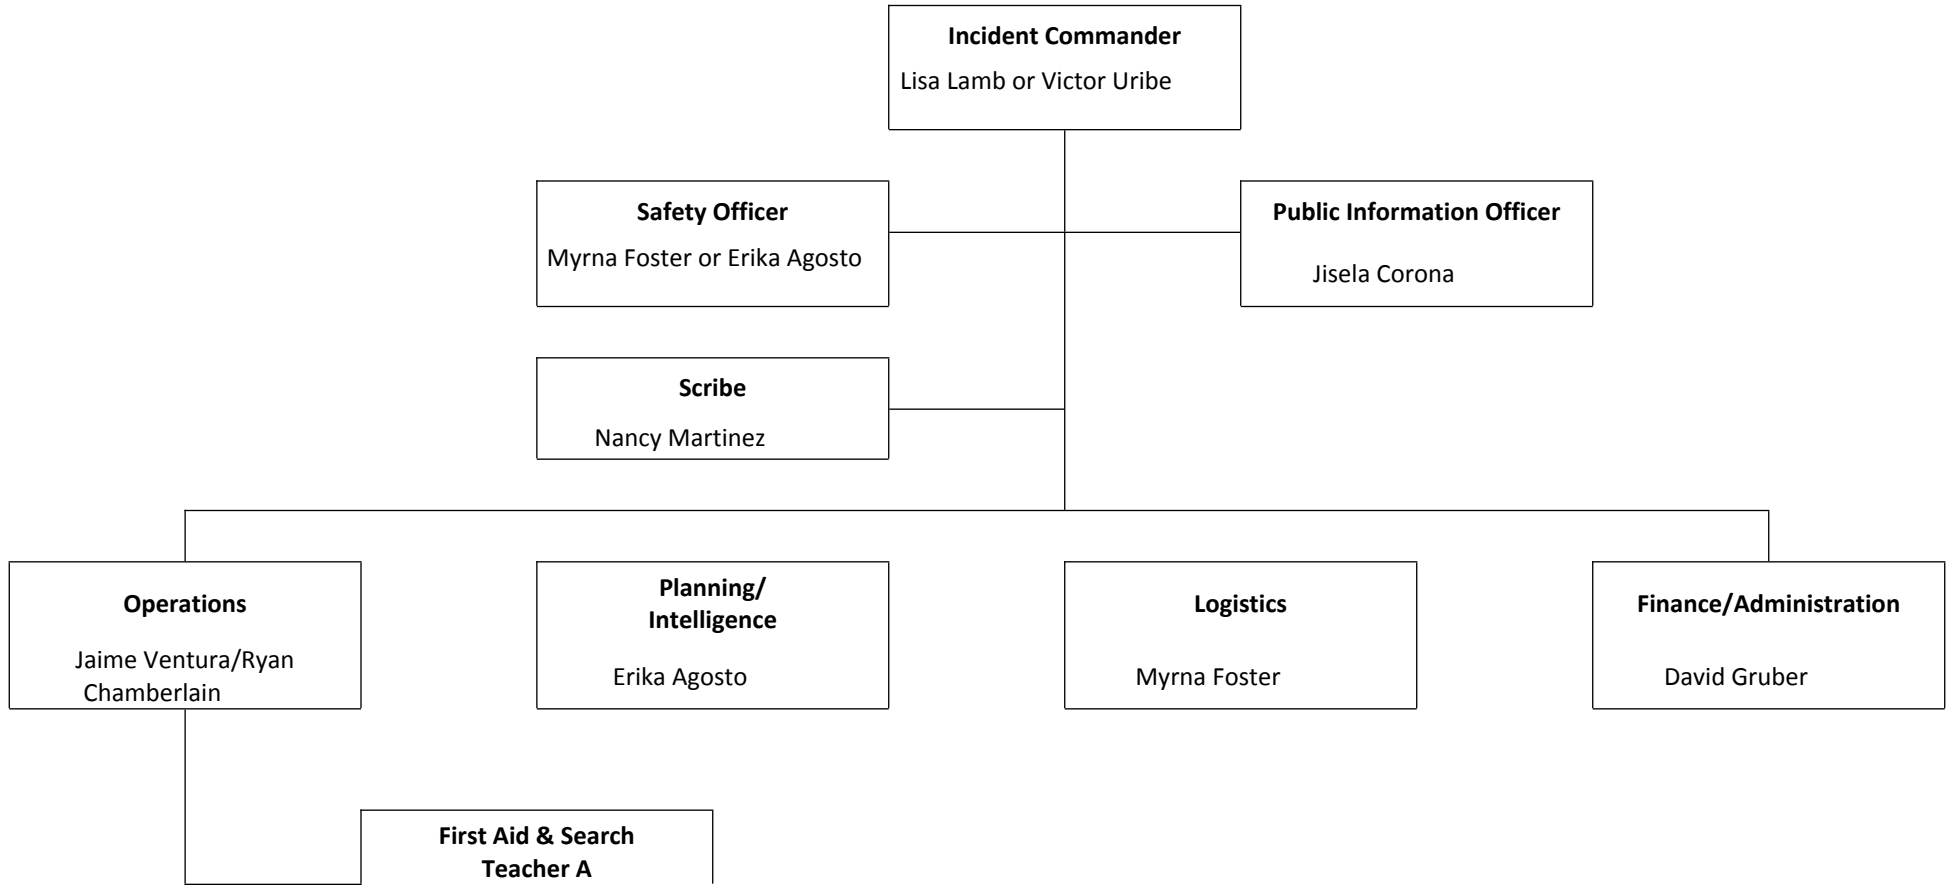 Incident Commander
Lisa Lamb or Victor Uribe
Safety Officer
Myrna Foster or Erika Agosto
Public Information Officer
Jisela Corona
Scribe
Nancy Martinez
Operations
Jaime Ventura/Ryan
Chamberlain
Planning/
Intelligence
Erika Agosto
Logistics
Myrna Foster
Finance/Administration
David Gruber
First Aid & Search
Teacher A